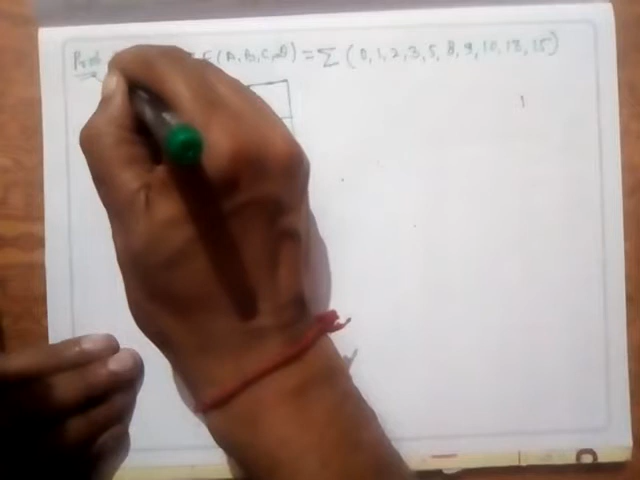 F(A,B,C,D) = Σ (0,1,2,3,5,8,9,10,13,15)